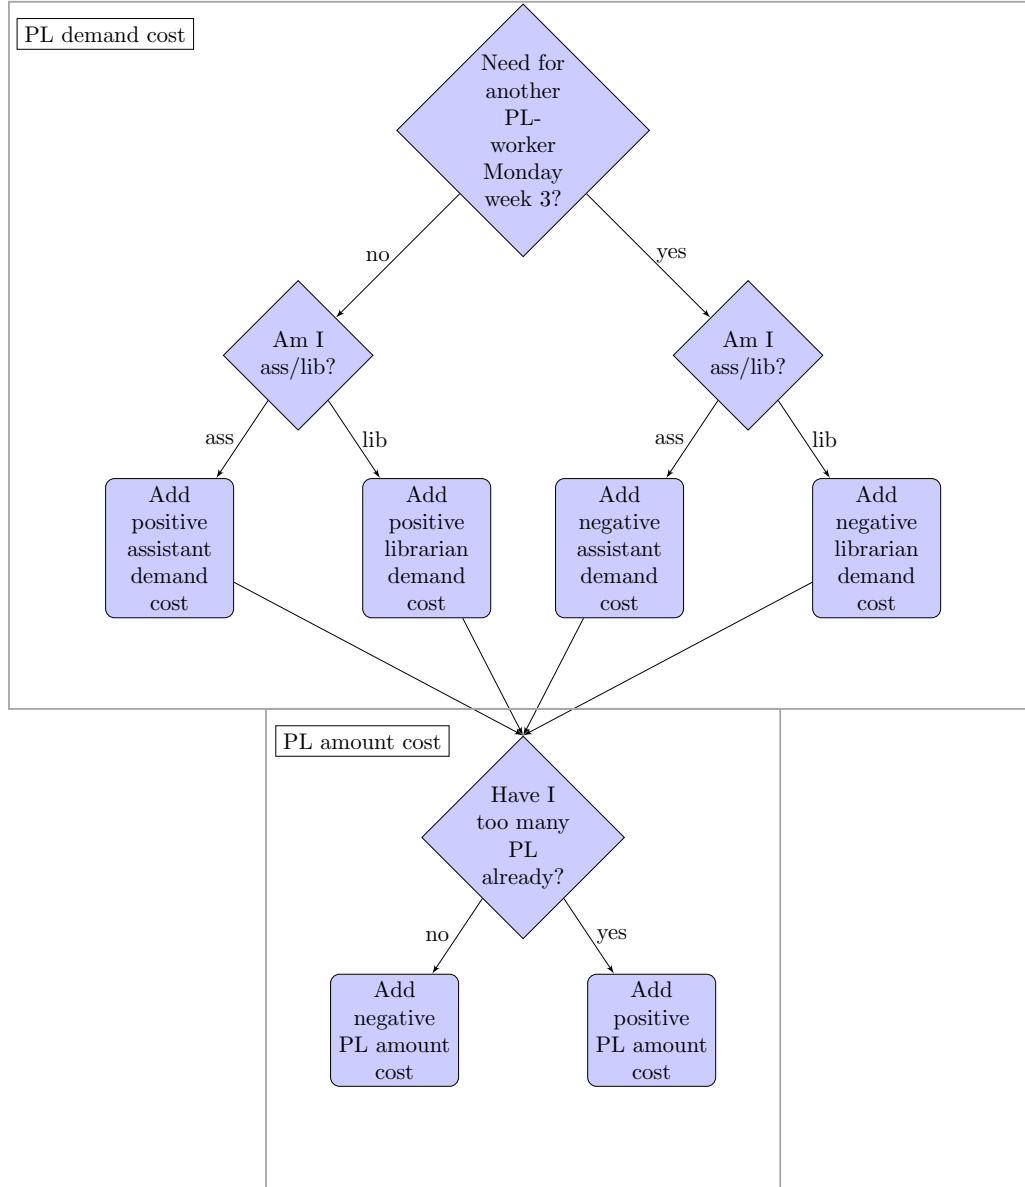 PL demand cost
Need for
another
PL-
worker
Monday
week 3?
no
yes
Am I
ass/lib?
Am I
ass/lib?
ass
lib
ass
lib
Add
positive
assistant
demand
cost
Add
positive
librarian
demand
cost
Add
negative
assistant
demand
cost
Add
negative
librarian
demand
cost
PL amount cost
Have I
too many
PL
already?
no
yes
Add
negative
PL amount
cost
Add
positive
PL amount
cost